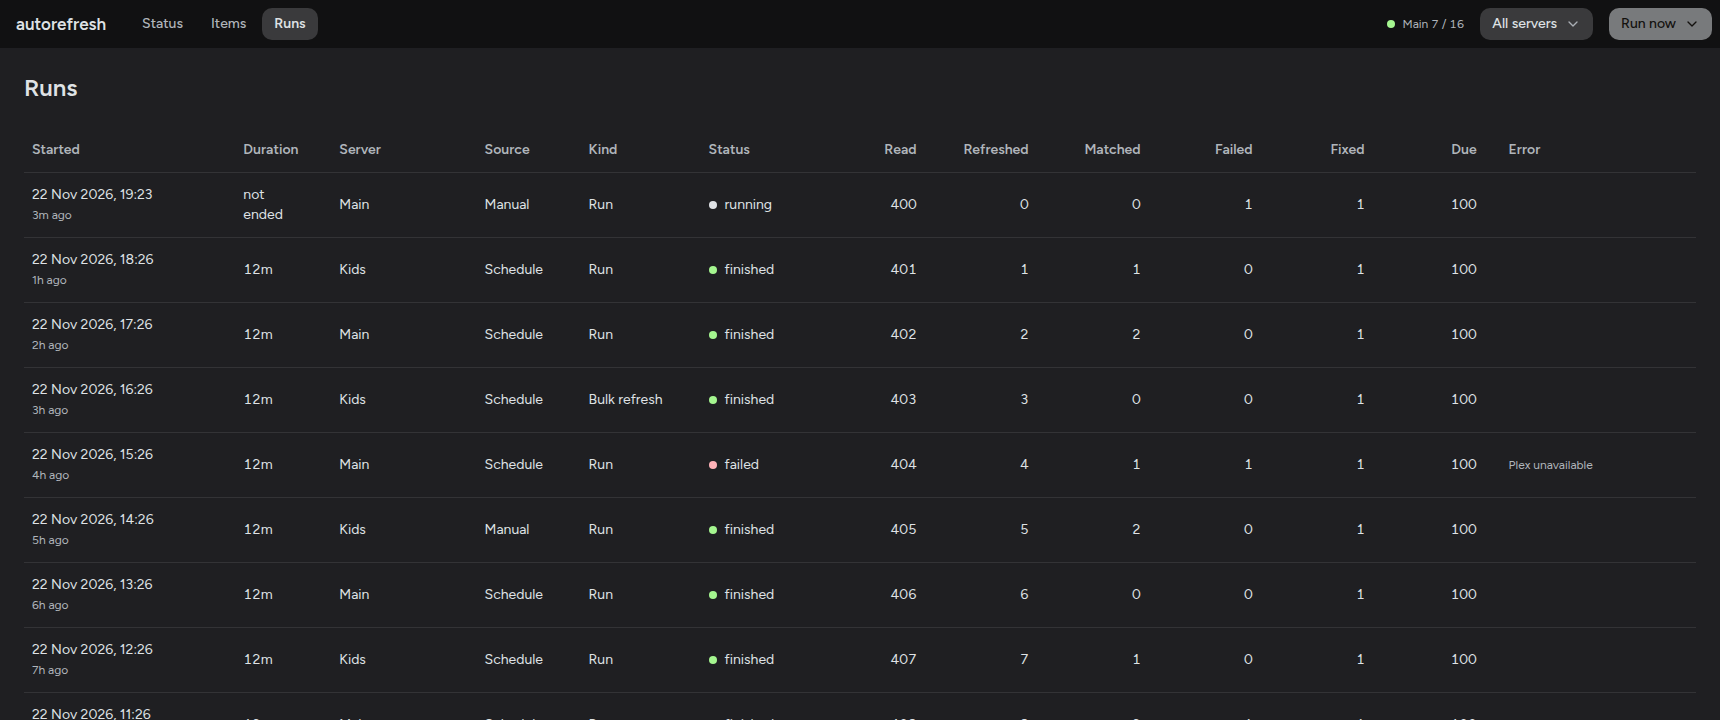 autorefresh Status Items Runs Main 7 / 16 All servers Run now
Runs
Started Duration Server Source Kind Status Read Refreshed Matched Failed Fixed Due Error
22 Nov 2026, 19:23
3m ago
not
ended
Main Manual Run running 400 0 0 1 1 100
22 Nov 2026, 18:26
1h ago
12m Kids Schedule Run finished 401 1 1 0 1 100
22 Nov 2026, 17:26
2h ago
12m Main Schedule Run finished 402 2 2 0 1 100
22 Nov 2026, 16:26
3h ago
12m Kids Schedule Bulk refresh finished 403 3 0 0 1 100
22 Nov 2026, 15:26
4h ago
12m Main Schedule Run failed 404 4 1 1 1 100 Plex unavailable
22 Nov 2026, 14:26
5h ago
12m Kids Manual Run finished 405 5 2 0 1 100
22 Nov 2026, 13:26
6h ago
12m Main Schedule Run finished 406 6 0 0 1 100
22 Nov 2026, 12:26
7h ago
12m Kids Schedule Run finished 407 7 1 0 1 100
22 Nov 2026, 11:26